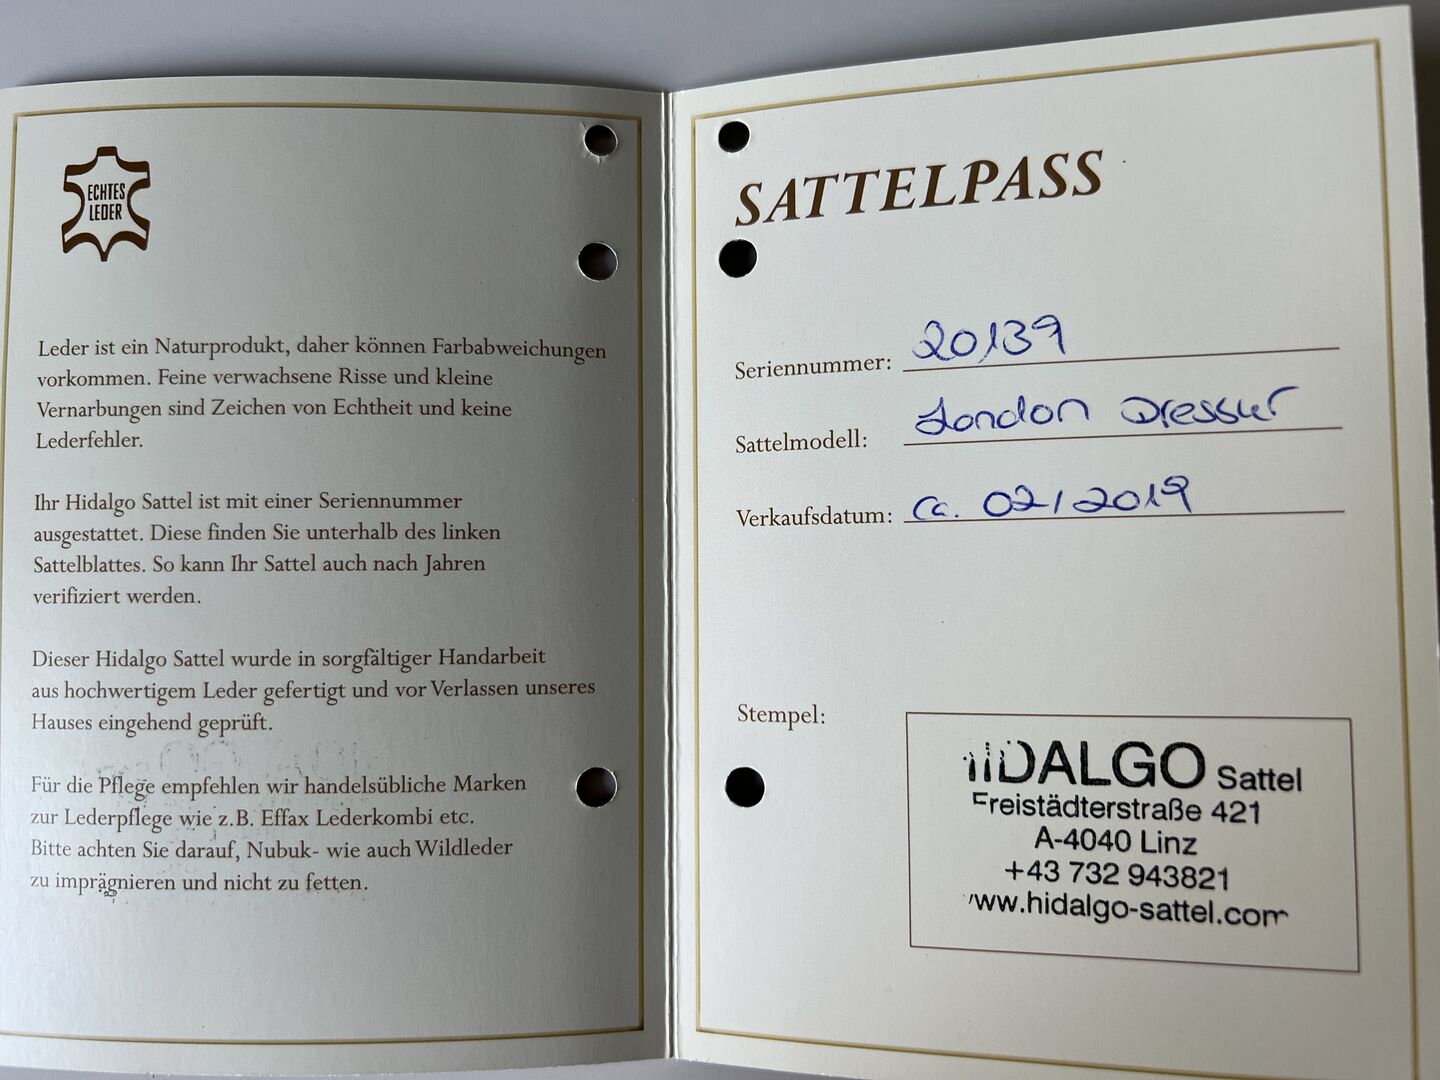 ECHTES
LEDER
Leder ist ein Naturprodukt, daher können Farbabweichungen
vorkommen. Feine verwachsene Risse und kleine
Vernarbungen sind Zeichen von Echtheit und keine
Lederfehler.
Ihr Hidalgo Sattel ist mit einer Seriennummer
ausgestattet. Diese finden Sie unterhalb des linken
Sattelblattes. So kann Ihr Sattel auch nach Jahren
verifiziert werden.
Dieser Hidalgo Sattel wurde in sorgfältiger Handarbeit
aus hochwertigem Leder gefertigt und vor Verlassen unseres
Hauses eingehend geprüft.
Für die Pflege empfehlen wir handelsübliche Marken
zur Lederpflege wie z.B. Effax Lederkombi etc.
Bitte achten Sie darauf, Nubuk- wie auch Wildleder
zu imprägnieren und nicht zu fetten.
SATTELPASS
Seriennummer: 20139
Sattelmodell: London Dressur
Verkaufsdatum: ca. 02/2019
Stempel:
HIDALGO Sattel
Freistädterstraße 421
A-4040 Linz
+43 732 943821
www.hidalgo-sattel.com